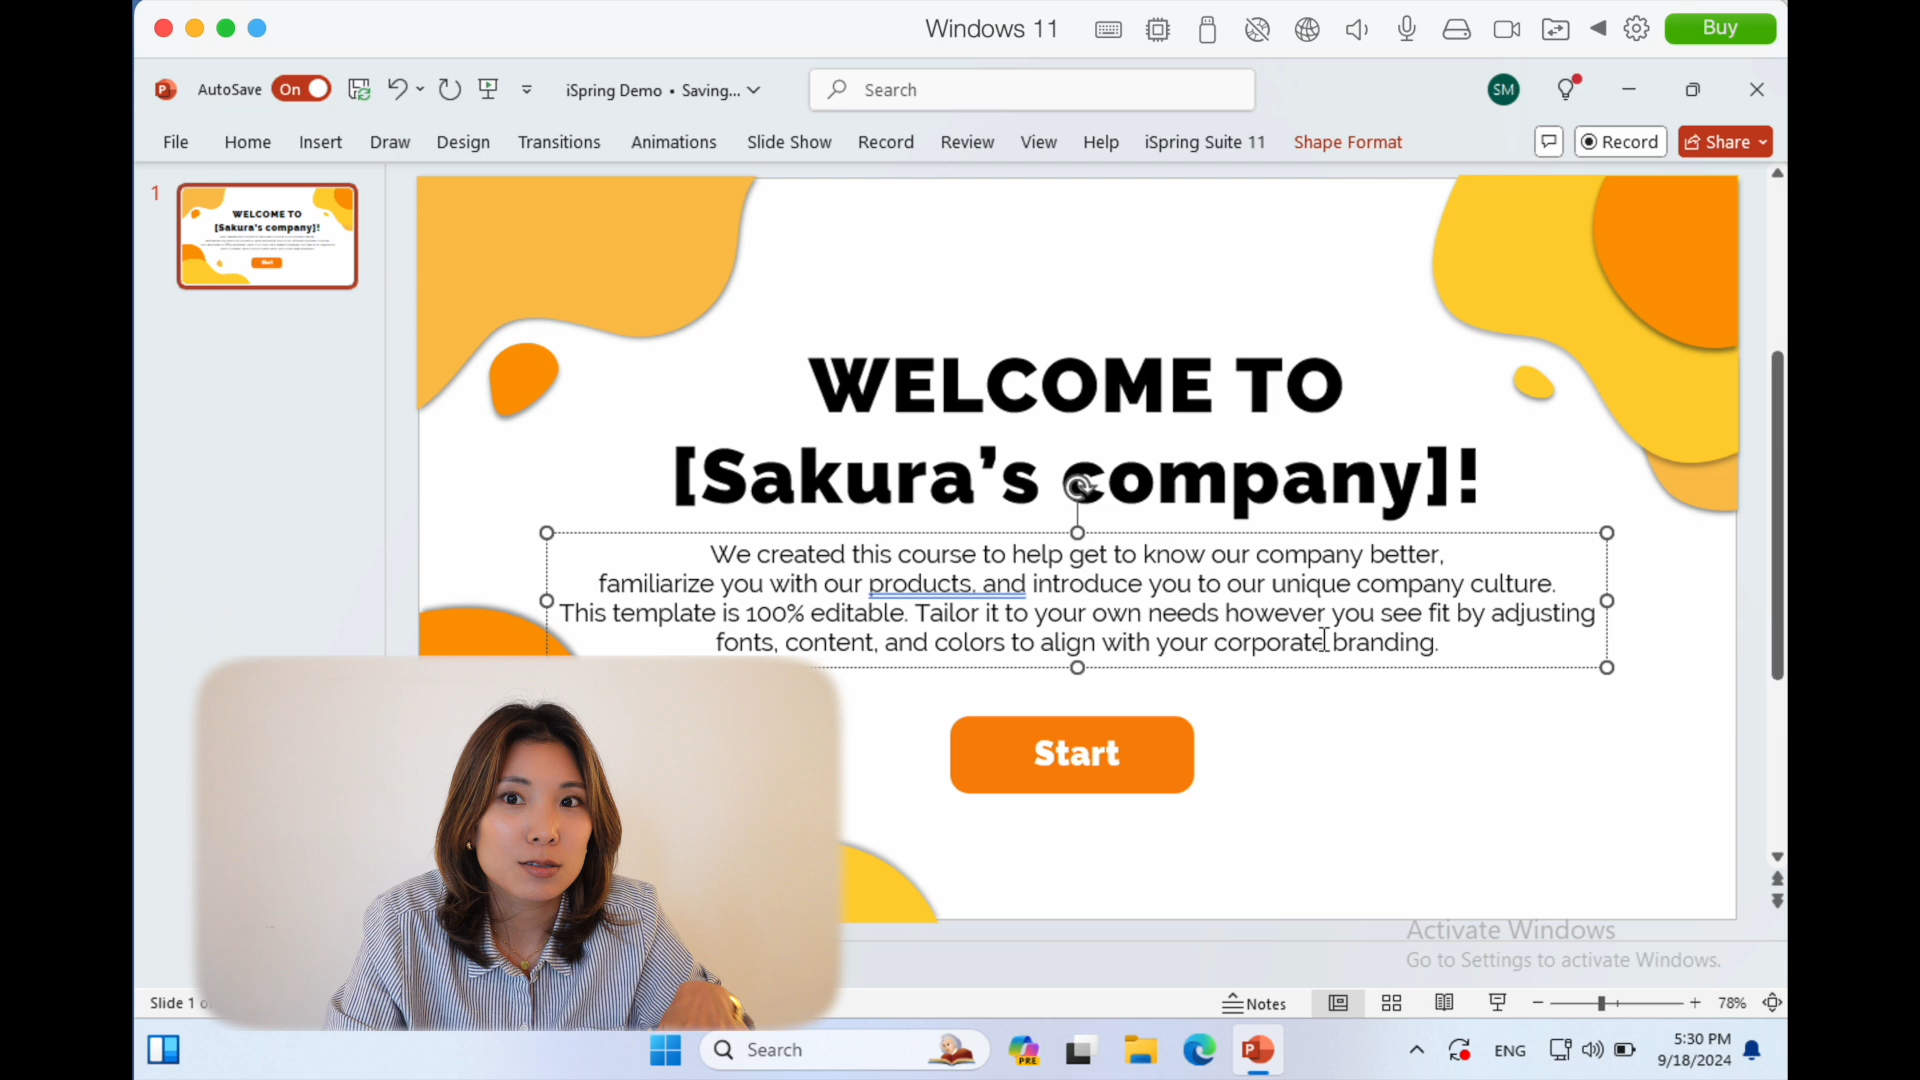 Windows 11
Buy
AutoSave On
iSpring Demo • Saving...
Search
SM
File Home Insert Draw Design Transitions Animations Slide Show Record Review View Help iSpring Suite 11 Shape Format
Record
Share
1
WELCOME TO
[Sakura's company]!
Start
WELCOME TO
[Sakura's company]!
We created this course to help get to know our company better,
familiarize you with our products, and introduce you to our unique company culture.
This template is 100% editable. Tailor it to your own needs however you see fit by adjusting
fonts, content, and colors to align with your corporate branding.
Start
Activate Windows
Go to Settings to activate Windows.
Slide 1
Notes
78%
Search
PRE
ENG
5:30 PM
9/18/2024